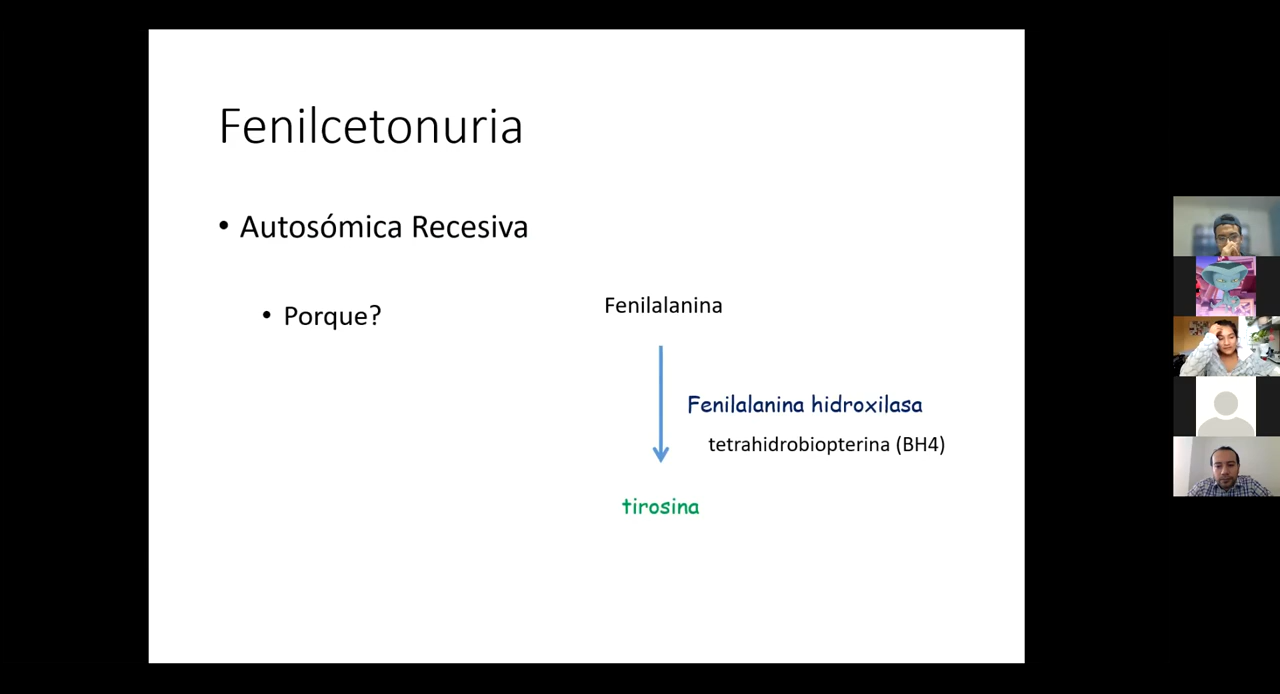 Fenilcetonuria
• Autosómica Recesiva
• Porque?
Fenilalanina
Fenilalanina hidroxilasa
tetrahidrobiopterina (BH4)
tirosina